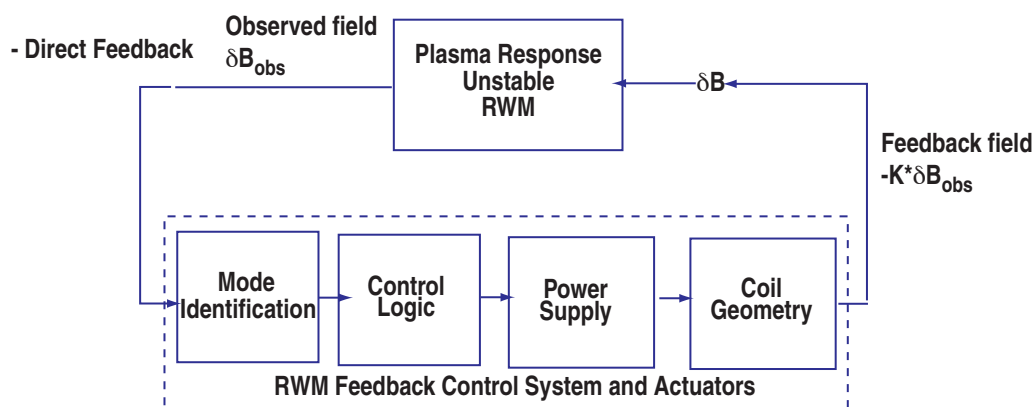 - Direct Feedback
Observed field
δB_obs
Plasma Response
Unstable
RWM
δB
Feedback field
-K*δB_obs
Mode
Identification
Control
Logic
Power
Supply
Coil
Geometry
RWM Feedback Control System and Actuators